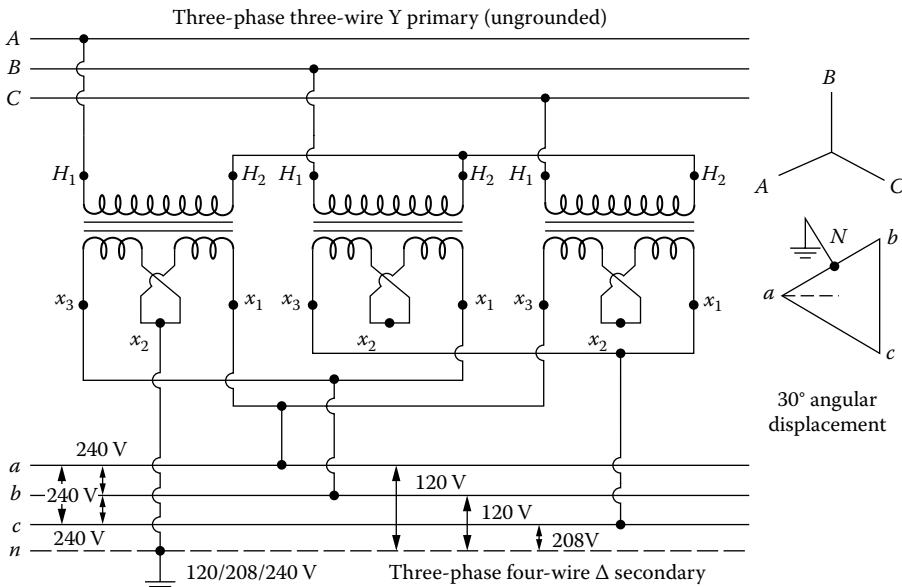 Three-phase three-wire Y primary (ungrounded)
A
B
C
B
A
C
H₁
H₂
H₁
H₂
H₁
H₂
N
b
a
c
x₃
x₁
x₃
x₁
x₃
x₁
x₂
x₂
x₂
30° angular
displacement
240 V
a
120 V
b
240 V
120 V
c
240 V
208V
n
120/208/240 V
Three-phase four-wire Δ secondary